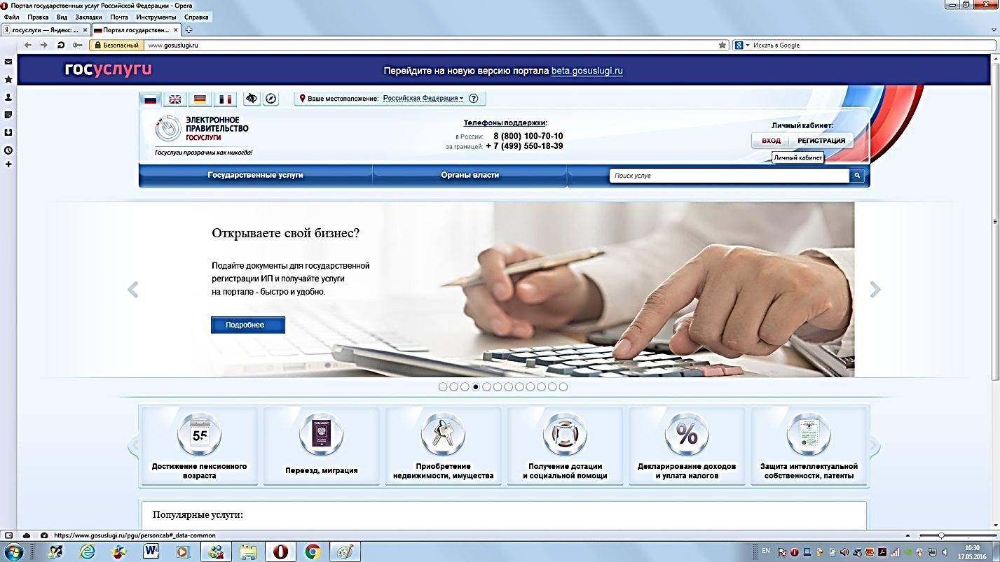 Портал государственных услуг Российской Федерации - Opera
Файл Правка Вид Закладки Почта Инструменты Справка
госуслуги — Яндекс: ...
Портал государствен...
Безопасный
www.gosuslugi.ru
Искать в Google
госуслуги
Перейдите на новую версию портала beta.gosuslugi.ru
Ваше местоположение: Российская Федерация
ЭЛЕКТРОННОЕ
ПРАВИТЕЛЬСТВО
ГОСУСЛУГИ
Госуслуги прозрачны как никогда!
Телефоны поддержки:
в России: 8 (800) 100-70-10
за границей: + 7 (499) 550-18-39
Личный кабинет:
ВХОД РЕГИСТРАЦИЯ
Личный кабинет
Государственные услуги
Органы власти
Поиск услуг
Открываете свой бизнес?
Подайте документы для государственной
регистрации ИП и получайте услуги
на портале - быстро и удобно.
Подробнее
55
Достижение пенсионного
возраста
Переезд, миграция
Приобретение
недвижимости, имущества
Получение дотации
и социальной помощи
%
Декларирование доходов
и уплата налогов
Защита интеллектуальной
собственности, патенты
Популярные услуги:
https://www.gosuslugi.ru/pgu/personcab#_data-common
EN
10:30
17.05.2016